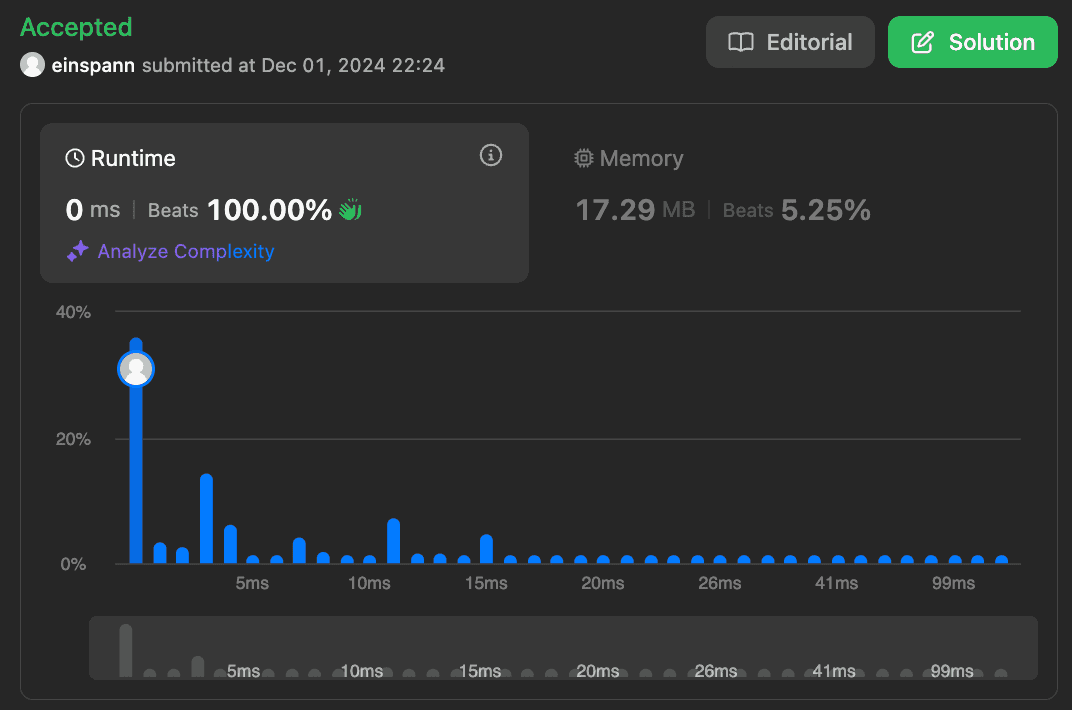 Accepted
Editorial
Solution
einspann submitted at Dec 01, 2024 22:24
Runtime
0 ms | Beats 100.00%
Analyze Complexity
Memory
17.29 MB | Beats 5.25%
40%
20%
0%
5ms 10ms 15ms 20ms 26ms 41ms 99ms
5ms 10ms 15ms 20ms 26ms 41ms 99ms